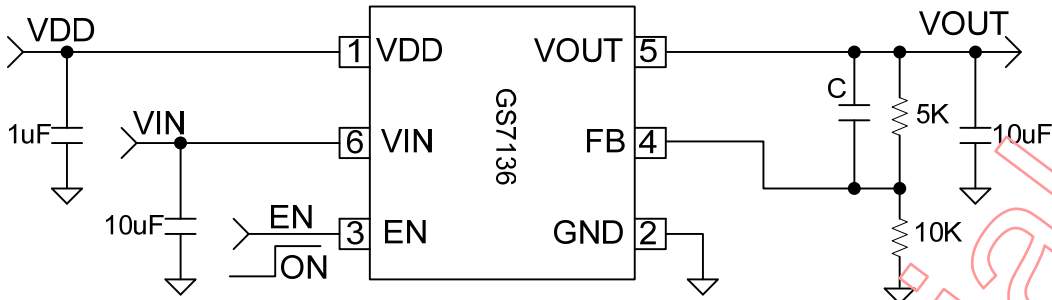 VDD
VOUT
1 VDD
VOUT 5
C
5K
1uF
VIN
6 VIN
GS7136
FB 4
10uF
10uF
EN
3 EN
GND 2
10K
ON